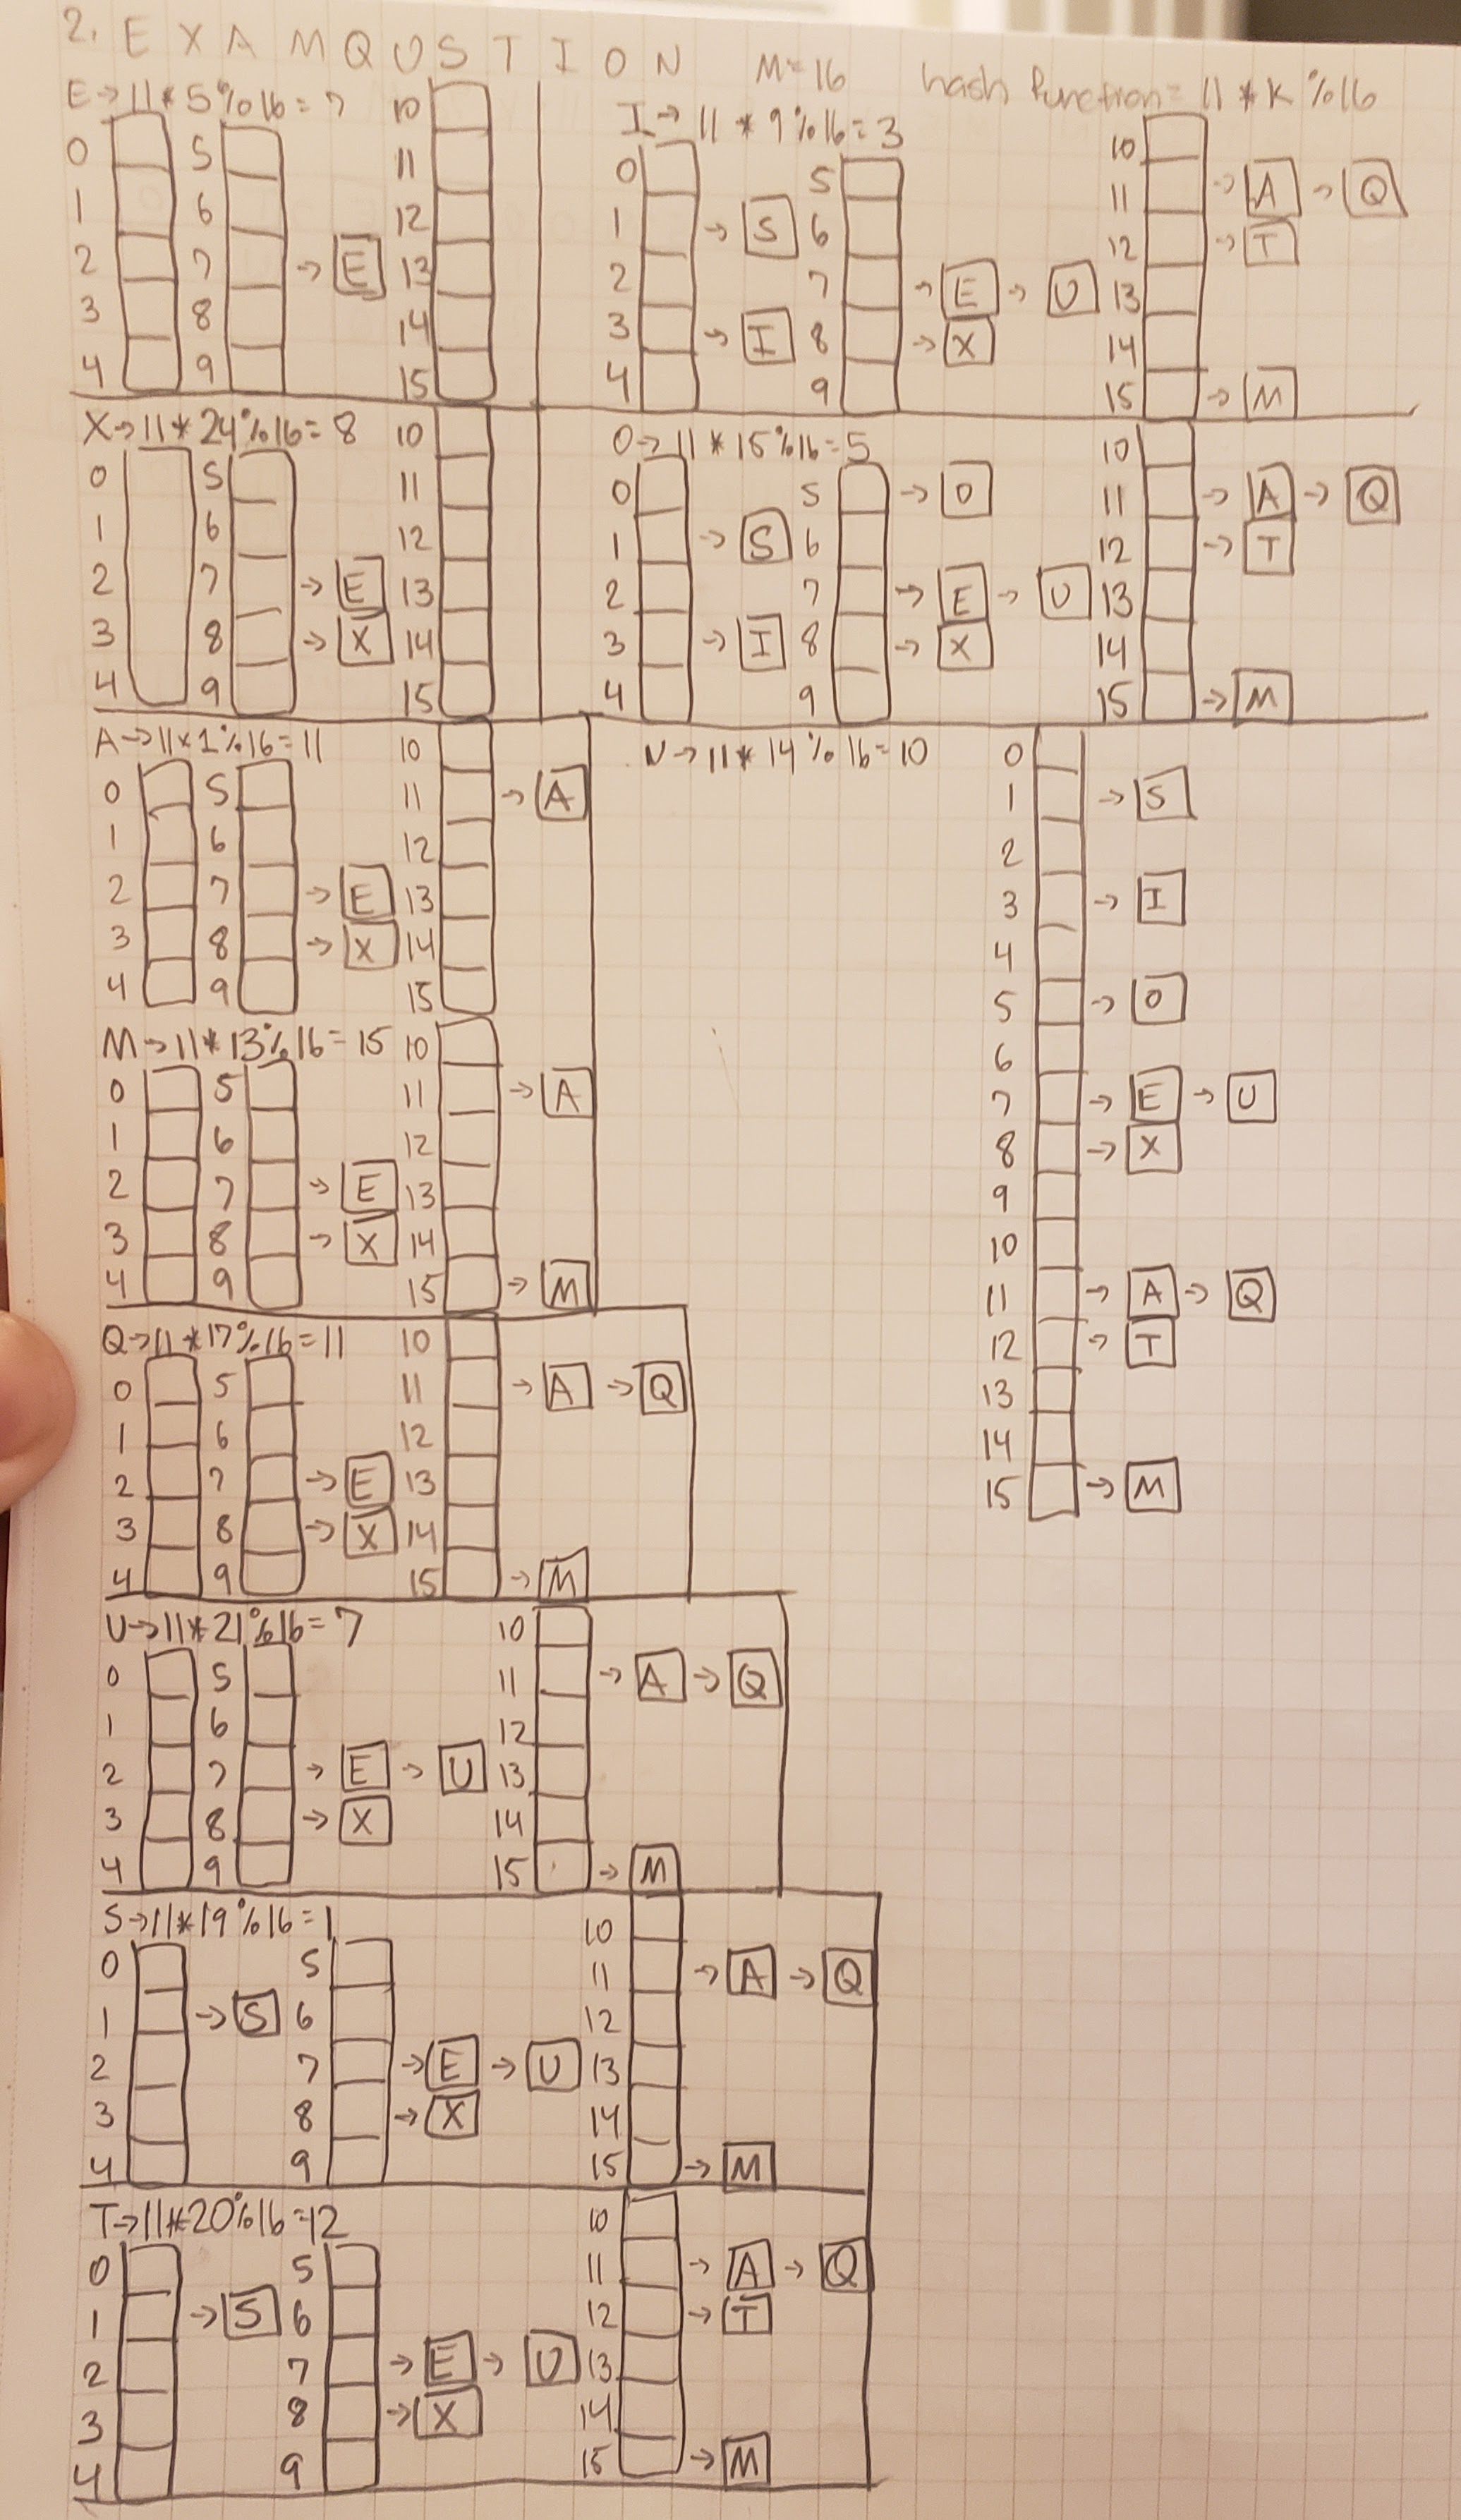 2. E X A M Q U S T I O N M=16 hash function = 11 * K % 16
E→11*5%16=7
0 5 10
1 6 11
2 7 → E 12
3 8 13
4 9 14
15
X→11*24%16=8
0 5 10
1 6 11
2 7 → E 12
3 8 → X 13
4 9 14
15
A→11*1%16=11
0 5 10
1 6 11 → A
2 7 → E 12
3 8 → X 13
4 9 14
15
M→11*13%16=15
0 5 10
1 6 11 → A
2 7 → E 12
3 8 → X 13
4 9 14
15 → M
Q→11*17%16=11
0 5 10
1 6 11 → A → Q
2 7 → E 12
3 8 → X 13
4 9 14
15 → M
U→11*21%16=7
0 5 10
1 6 11 → A → Q
2 7 → E → U 12
3 8 → X 13
4 9 14
15 → M
S→11*19%16=1
0 5 10
1 → S 6 11 → A → Q
2 7 → E → U 12
3 8 → X 13
4 9 14
15 → M
T→11*20%16=12
0 5 10
1 → S 6 11 → A → Q
2 7 → E → U 12 → T
3 8 → X 13
4 9 14
15 → M
I→11*9%16=3
0 5 10
1 → S 6 11 → A → Q
2 7 → E → U 12 → T
3 → I 8 → X 13
4 9 14
15 → M
O→11*15%16=5
0 5 → O 10
1 → S 6 11 → A → Q
2 7 → E → U 12 → T
3 → I 8 → X 13
4 9 14
15 → M
N→11*14%16=10
0
1 → S
2
3 → I
4
5 → O
6
7 → E → U
8 → X
9
10
11 → A → Q
12 → T
13
14
15 → M